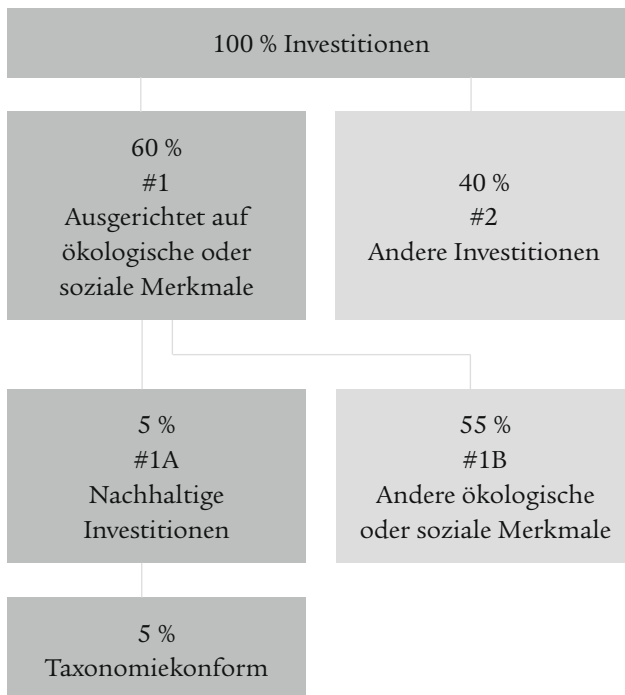 100 % Investitionen
60 %
#1
Ausgerichtet auf
ökologische oder
soziale Merkmale
40 %
#2
Andere Investitionen
5 %
#1A
Nachhaltige
Investitionen
55 %
#1B
Andere ökologische
oder soziale Merkmale
5 %
Taxonomiekonform